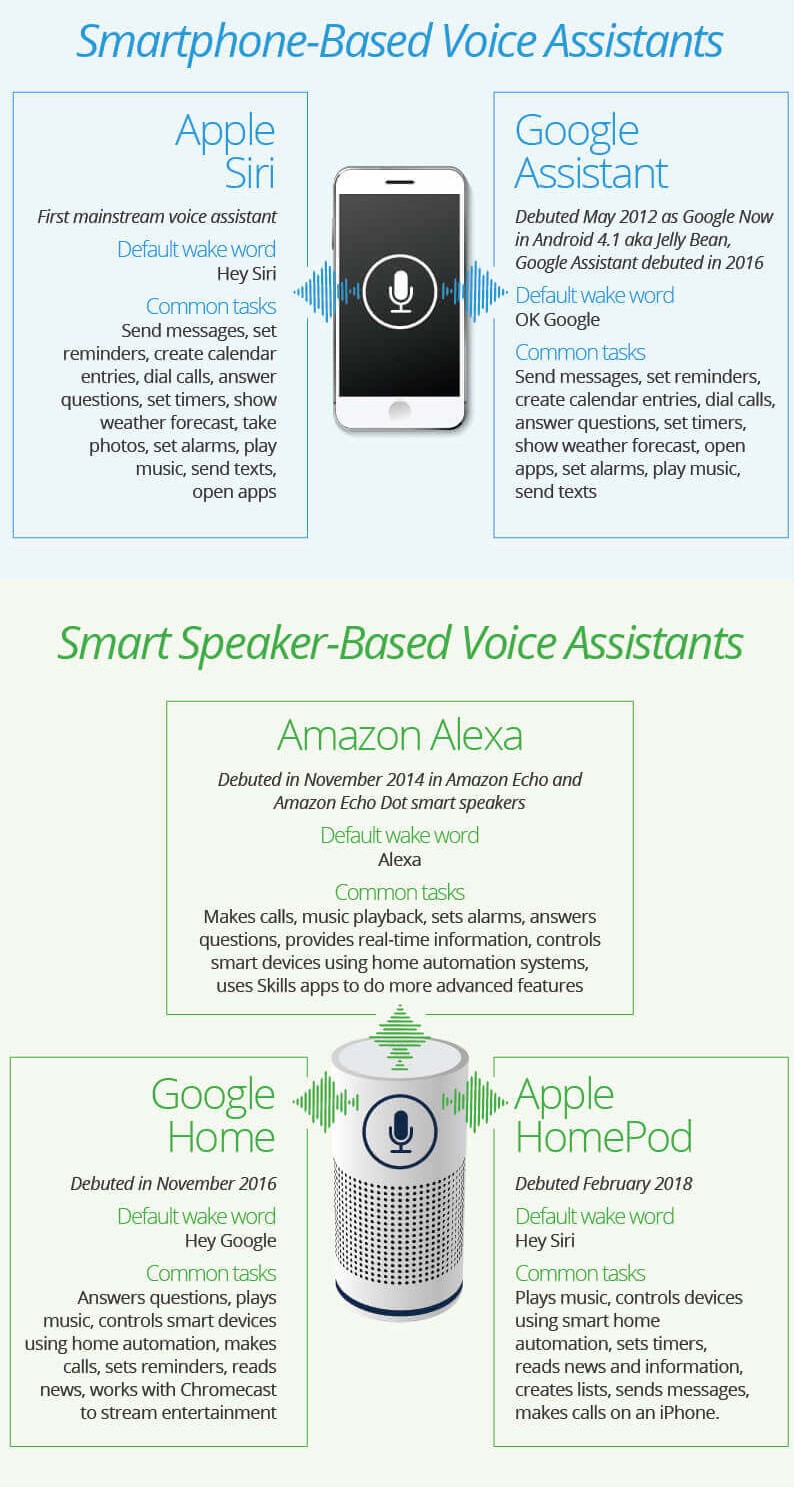 Smartphone-Based Voice Assistants
Apple
Siri
First mainstream voice assistant
Default wake word
Hey Siri
Common tasks
Send messages, set
reminders, create calendar
entries, dial calls, answer
questions, set timers, show
weather forecast, take
photos, set alarms, play
music, send texts,
open apps
Google
Assistant
Debuted May 2012 as Google Now
in Android 4.1 aka Jelly Bean,
Google Assistant debuted in 2016
Default wake word
OK Google
Common tasks
Send messages, set reminders,
create calendar entries, dial calls,
answer questions, set timers,
show weather forecast, open
apps, set alarms, play music,
send texts
Smart Speaker-Based Voice Assistants
Amazon Alexa
Debuted in November 2014 in Amazon Echo and
Amazon Echo Dot smart speakers
Default wake word
Alexa
Common tasks
Makes calls, music playback, sets alarms, answers
questions, provides real-time information, controls
smart devices using home automation systems,
uses Skills apps to do more advanced features
Google
Home
Debuted in November 2016
Default wake word
Hey Google
Common tasks
Answers questions, plays
music, controls smart devices
using home automation, makes
calls, sets reminders, reads
news, works with Chromecast
to stream entertainment
Apple
HomePod
Debuted February 2018
Default wake word
Hey Siri
Common tasks
Plays music, controls devices
using smart home
automation, sets timers,
reads news and information,
creates lists, sends messages,
makes calls on an iPhone.